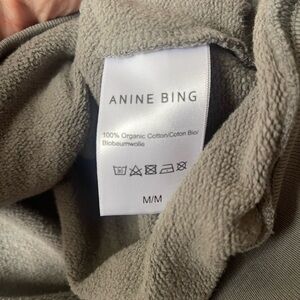 ANINE BING
100% Organic Cotton/Coton Bio/
Biobaumwolle
M/M